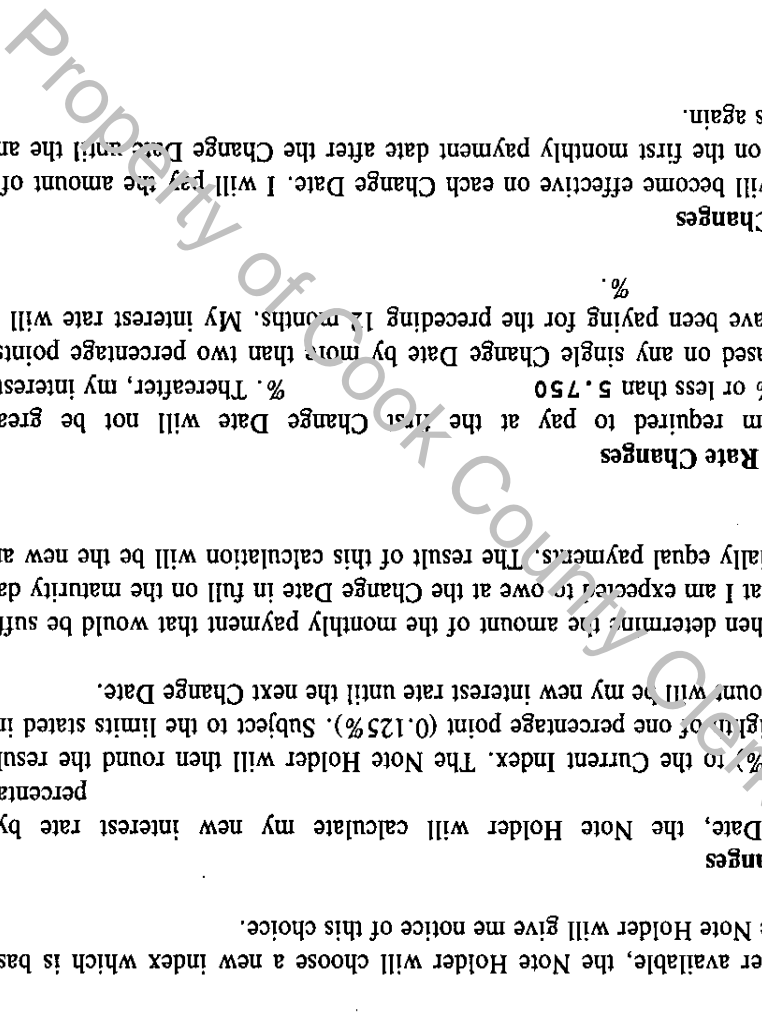 er available, the Note Holder will choose a new index which is bas
e Note Holder will give me notice of this choice.
anges
Date, the Note Holder will calculate my new interest rate by
percenta
%) to the Current Index. The Note Holder will then round the resul
ighth of one percentage point (0.125%). Subject to the limits stated in
ount will be my new interest rate until the next Change Date.
hen determine the amount of the monthly payment that would be suff
at I am expected to owe at the Change Date in full on the maturity da
ially equal payments. The result of this calculation will be the new am
Rate Changes
m required to pay at the first Change Date will not be grea
% or less than 5.750 %. Thereafter, my interest
ased on any single Change Date by more than two percentage points
ave been paying for the preceding 12 months. My interest rate will
%.
Changes
ill become effective on each Change Date. I will pay the amount of
on the first monthly payment date after the Change Date until the am
s again.
Property of Cook County Clerk